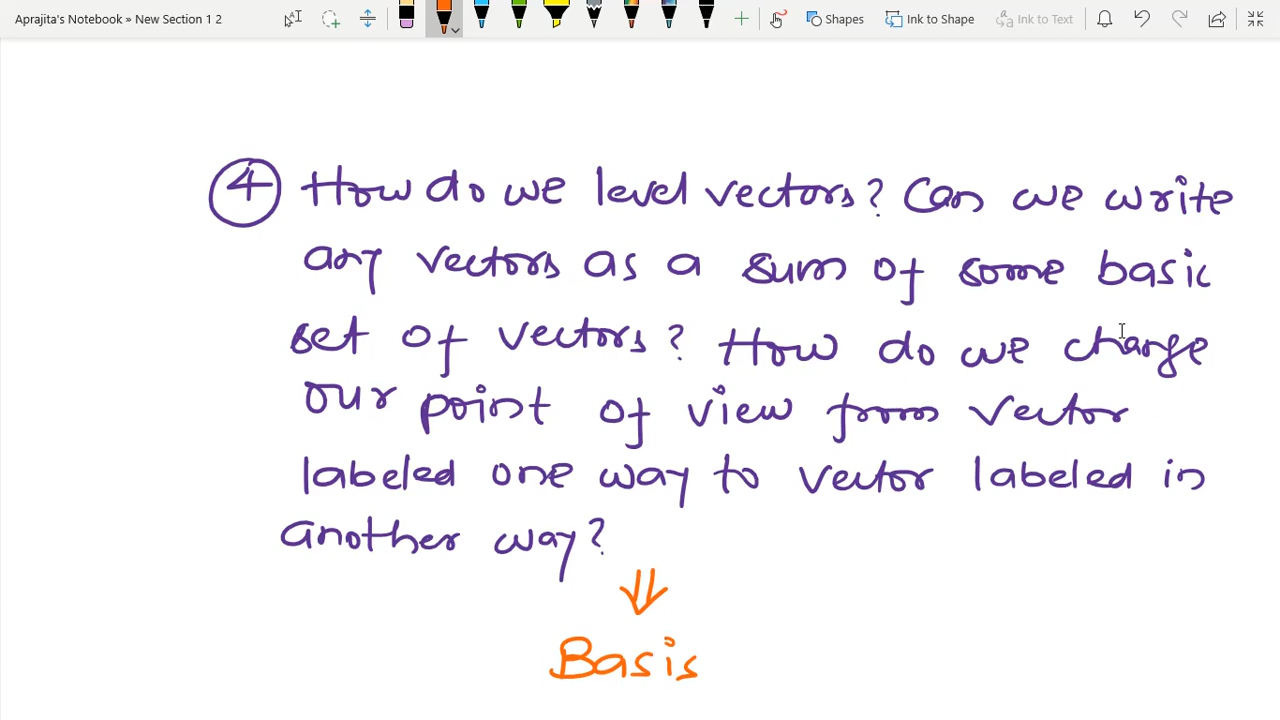 Aprajita's Notebook » New Section 1 2
Shapes
Ink to Shape
Ink to Text
4 How do we level vectors? Can we write
any vectors as a sum of some basic
set of vectors? How do we change
our point of view from vector
labeled one way to vector labeled in
another way?
Basis